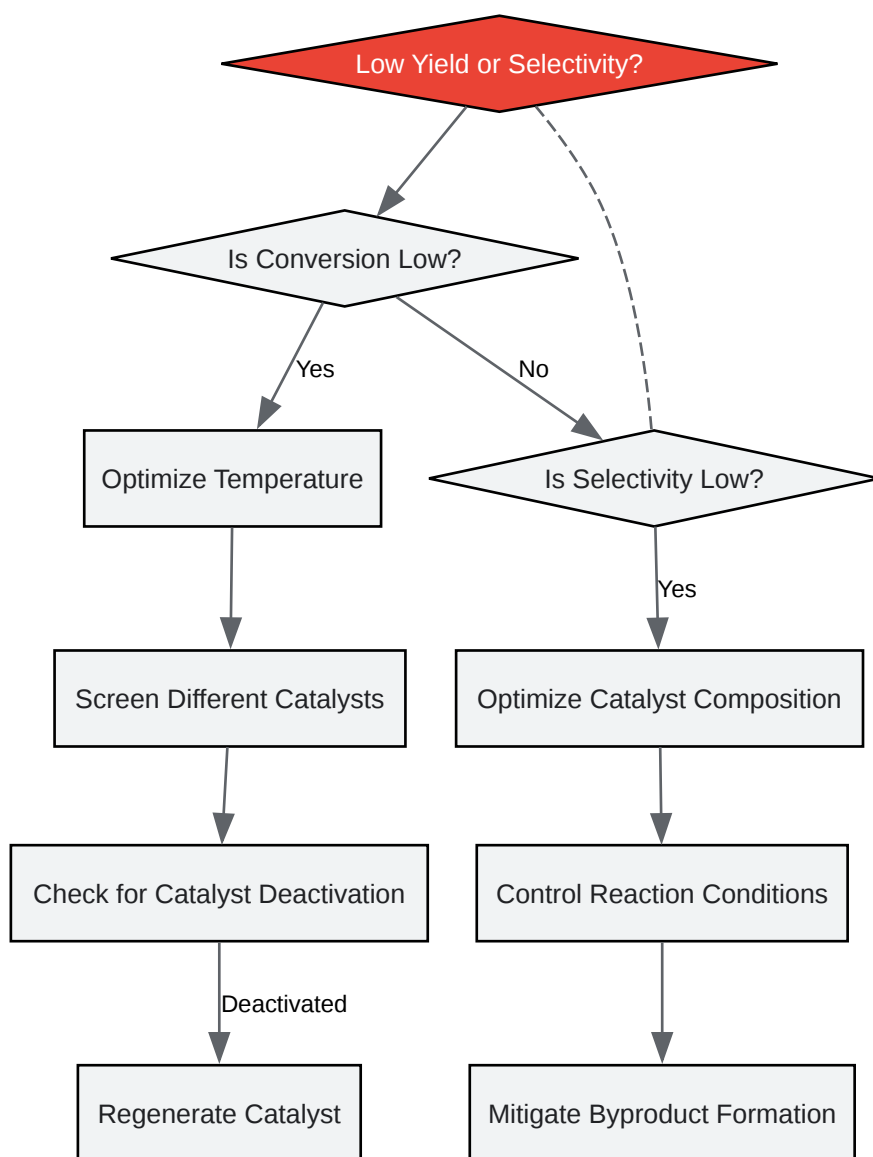 Low Yield or Selectivity?
Is Conversion Low?
Yes
No
Optimize Temperature
Is Selectivity Low?
Yes
Screen Different Catalysts
Optimize Catalyst Composition
Check for Catalyst Deactivation
Control Reaction Conditions
Deactivated
Regenerate Catalyst
Mitigate Byproduct Formation